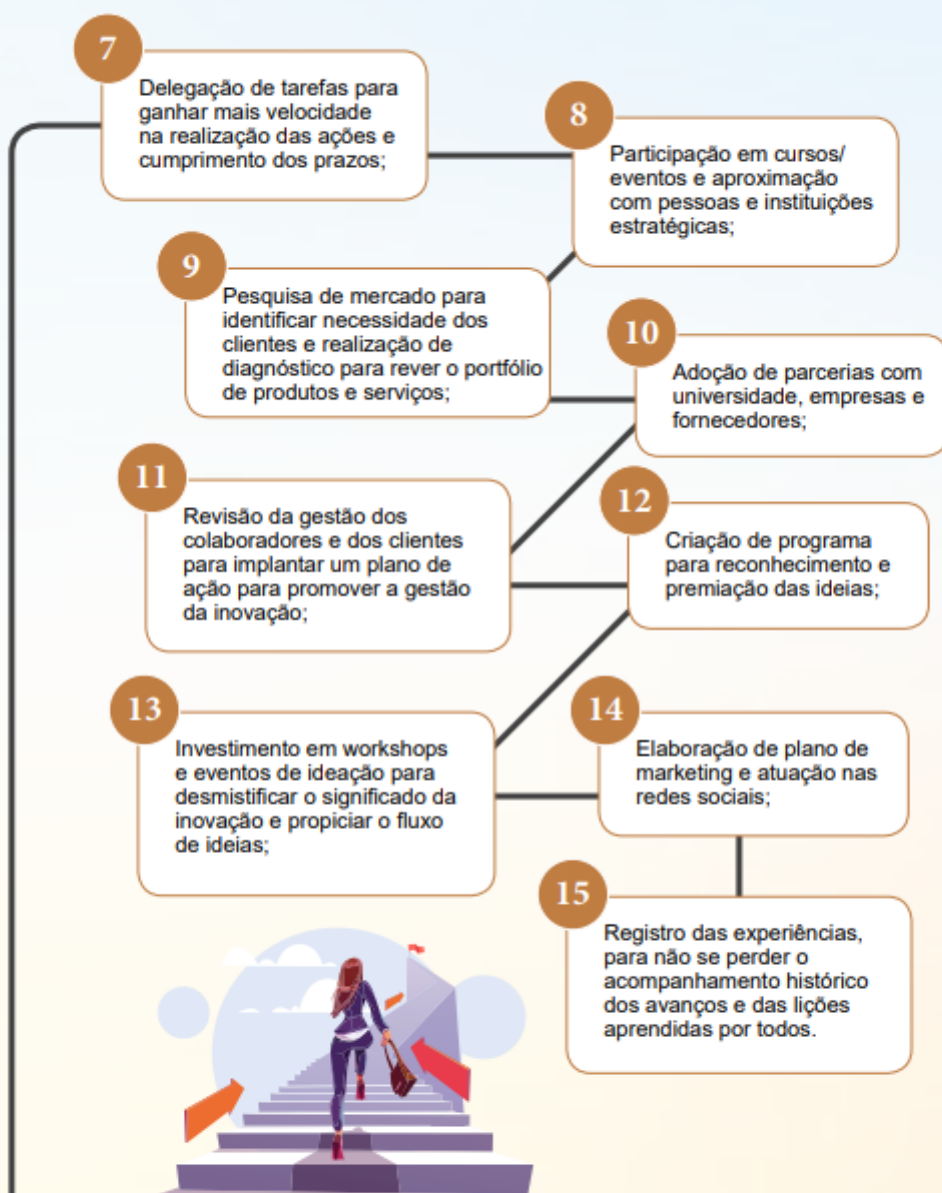 7
Delegação de tarefas para
ganhar mais velocidade
na realização das ações e
cumprimento dos prazos;
8
Participação em cursos/
eventos e aproximação
com pessoas e instituições
estratégicas;
9
Pesquisa de mercado para
identificar necessidade dos
clientes e realização de
diagnóstico para rever o portfólio
de produtos e serviços;
10
Adoção de parcerias com
universidade, empresas e
fornecedores;
11
Revisão da gestão dos
colaboradores e dos clientes
para implantar um plano de
ação para promover a gestão
da inovação;
12
Criação de programa
para reconhecimento e
premiação das ideias;
13
Investimento em workshops
e eventos de ideação para
desmistificar o significado da
inovação e propiciar o fluxo
de ideias;
14
Elaboração de plano de
marketing e atuação nas
redes sociais;
15
Registro das experiências,
para não se perder o
acompanhamento histórico
dos avanços e das lições
aprendidas por todos.